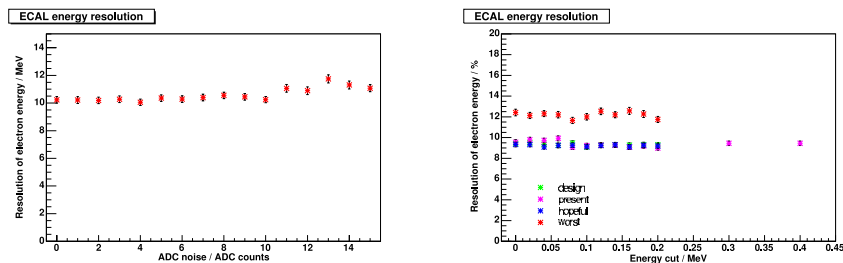 ECAL energy resolution
Resolution of electron energy / MeV
14
12
10
8
6
4
2
0
0 2 4 6 8 10 12 14
ADC noise / ADC counts
ECAL energy resolution
Resolution of electron energy / %
20
18
16
14
12
10
8
6
4
2
0
design
present
hopefull
worst
0 0.05 0.1 0.15 0.2 0.25 0.3 0.35 0.4 0.45
Energy cut / MeV